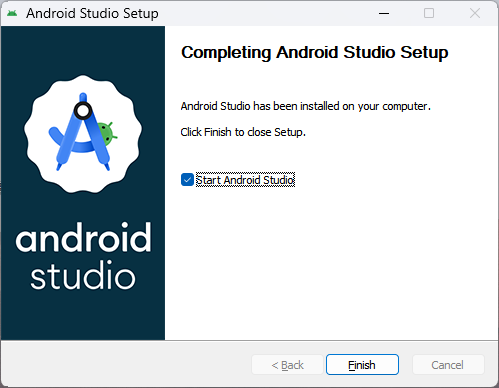 Android Studio Setup
Completing Android Studio Setup
Android Studio has been installed on your computer.
Click Finish to close Setup.
Start Android Studio
android
studio
< Back
Finish
Cancel